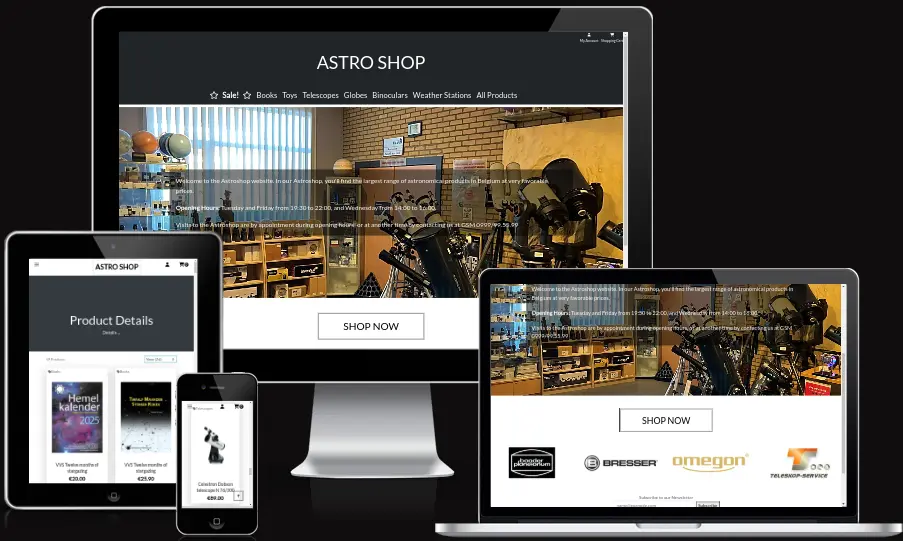 My Account Shopping Cart
ASTRO SHOP
Sale! Books Toys Telescopes Globes Binoculars Weather Stations All Products
Welcome to the Astroshop website. In our Astroshop, you'll find the largest range of astronomical products in Belgium at very favorable
prices.
Opening Hours: Tuesday and Friday from 19:30 to 22:00, and Wednesday from 14:00 to 16:00.
Visits to the Astroshop are by appointment during opening hours, or at another time by contacting us at GSM 0999/99.55.99
SHOP NOW
ASTRO SHOP
Product Details
Details...
Books
Books
Hemel
kalender
2025
VVS Twelve months of
stargazing
€20.00
VVS Twelve months of
stargazing
€25.90
Telescopes
Celestron Dobson
telescope N 76/300
€89.00
Welcome to the Astroshop website. In our Astroshop, you'll find the largest range of astronomical products in
Belgium at very favorable prices.
Opening Hours: Tuesday and Friday from 19:30 to 22:00, and Wednesday from 14:00 to 16:00.
Visits to the Astroshop are by appointment during opening hours, or at another time by contacting us at GSM
0999/99.55.99
SHOP NOW
baader
planetarium
BRESSER
omegon
TELESKOP-SERVICE
Subscribe to our Newsletter
Subscribe